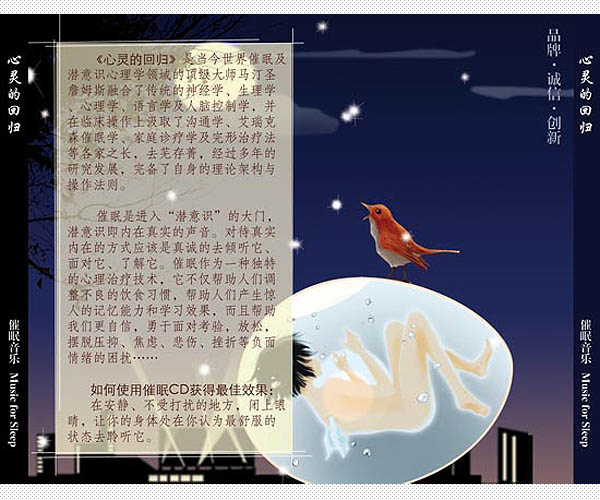 心灵的回归
催眠音乐 Music for Sleep
《心灵的回归》是当今世界催眠及
潜意识心理学领域的顶级大师马汀圣
詹姆斯融合了传统的神经学、生理学
、心理学、语言学及人脑控制学，并
在临床操作上汲取了沟通学、艾瑞克
森催眠学、家庭诊疗学及完形治疗法
等各家之长，去芜存菁，经过多年的
研究发展，完备了自身的理论架构与
操作法则。
催眠是进入“潜意识”的大门，
潜意识即内在真实的声音。对待真实
内在的方式应该是真诚的去倾听它、
面对它、了解它。催眠作为一种独特
的心理治疗技术，它不仅帮助人们调
整不良的饮食习惯，帮助人们产生惊
人的记忆能力和学习效果，而且帮助
我们更自信，勇于面对考验，放松，
摆脱压抑、焦虑、悲伤、挫折等负面
情绪的困扰……
如何使用催眠CD获得最佳效果：
在安静、不受打扰的地方，闭上眼
睛，让你的身体处在你认为最舒服的
状态去聆听它。
品牌·诚信·创新
心灵的回归
催眠音乐 Music for Sleep